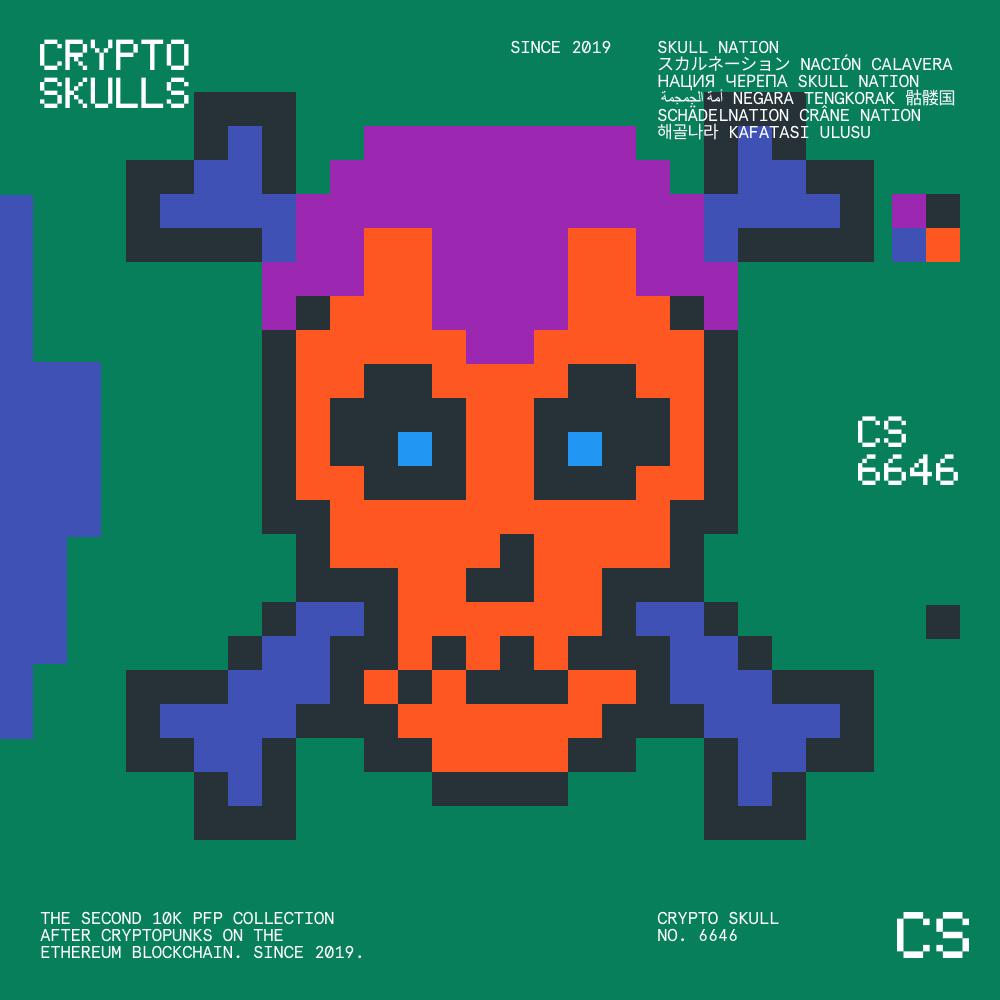 CRYPTO
SKULLS
SINCE 2019
SKULL NATION
スカルネーション NACIÓN CALAVERA
НАЦИЯ ЧЕРЕПА SKULL NATION
أمة الجمجمة NEGARA TENGKORAK 骷髅国
SCHÄDELNATION CRÂNE NATION
해골나라 KAFATASI ULUSU
CS
6646
THE SECOND 10K PFP COLLECTION
AFTER CRYPTOPUNKS ON THE
ETHEREUM BLOCKCHAIN. SINCE 2019.
CRYPTO SKULL
NO. 6646
CS